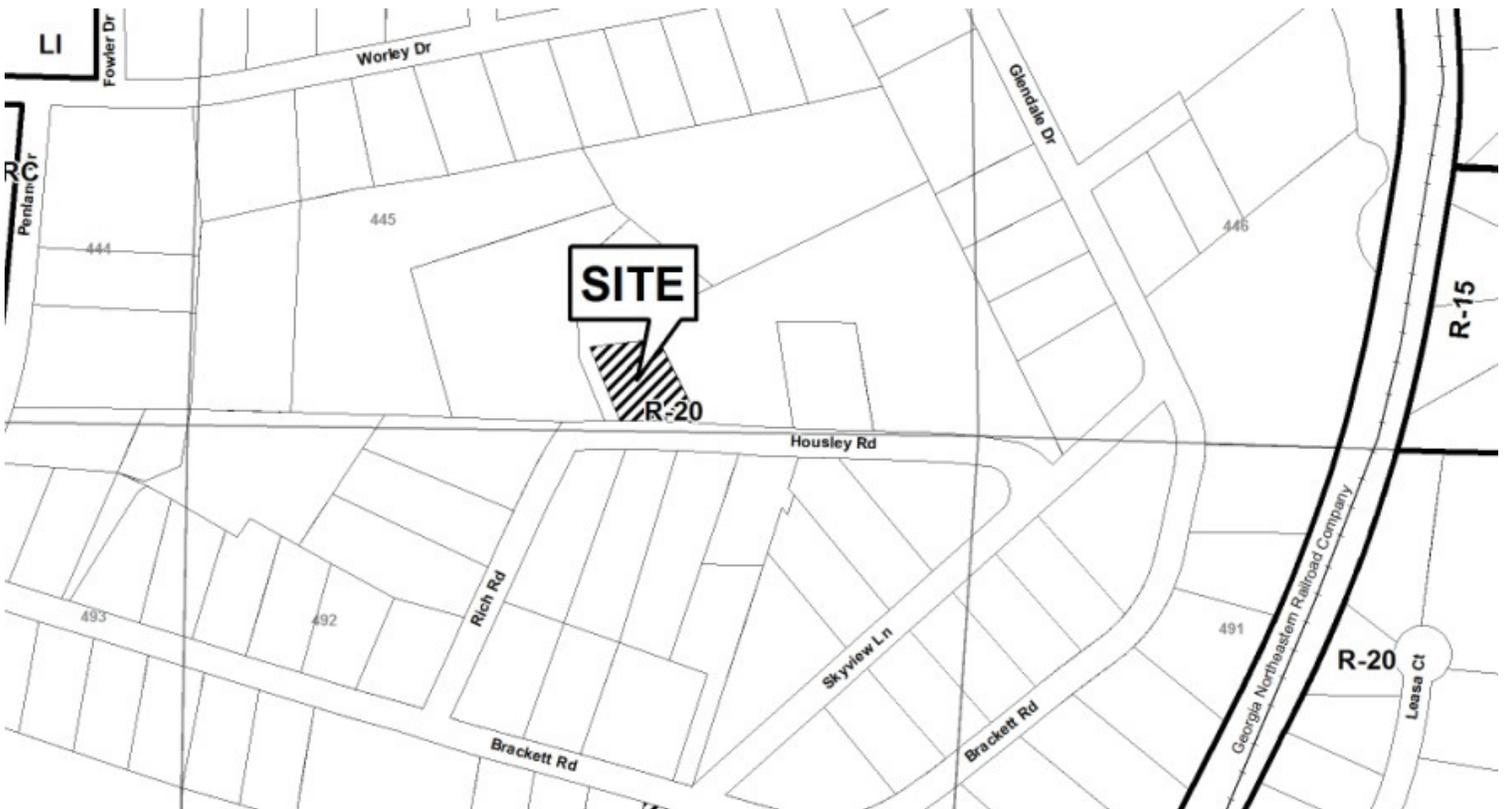 LI
Fowler Dr
Worley Dr
Glendale Dr
RC
Penland Dr
445
444
446
SITE
R-15
R-20
Housley Rd
Georgia Northeastern Railroad Company
Rich Rd
493
492
491
Skyview Ln
R-20
Leasa Ct
Brackett Rd
Brackett Rd